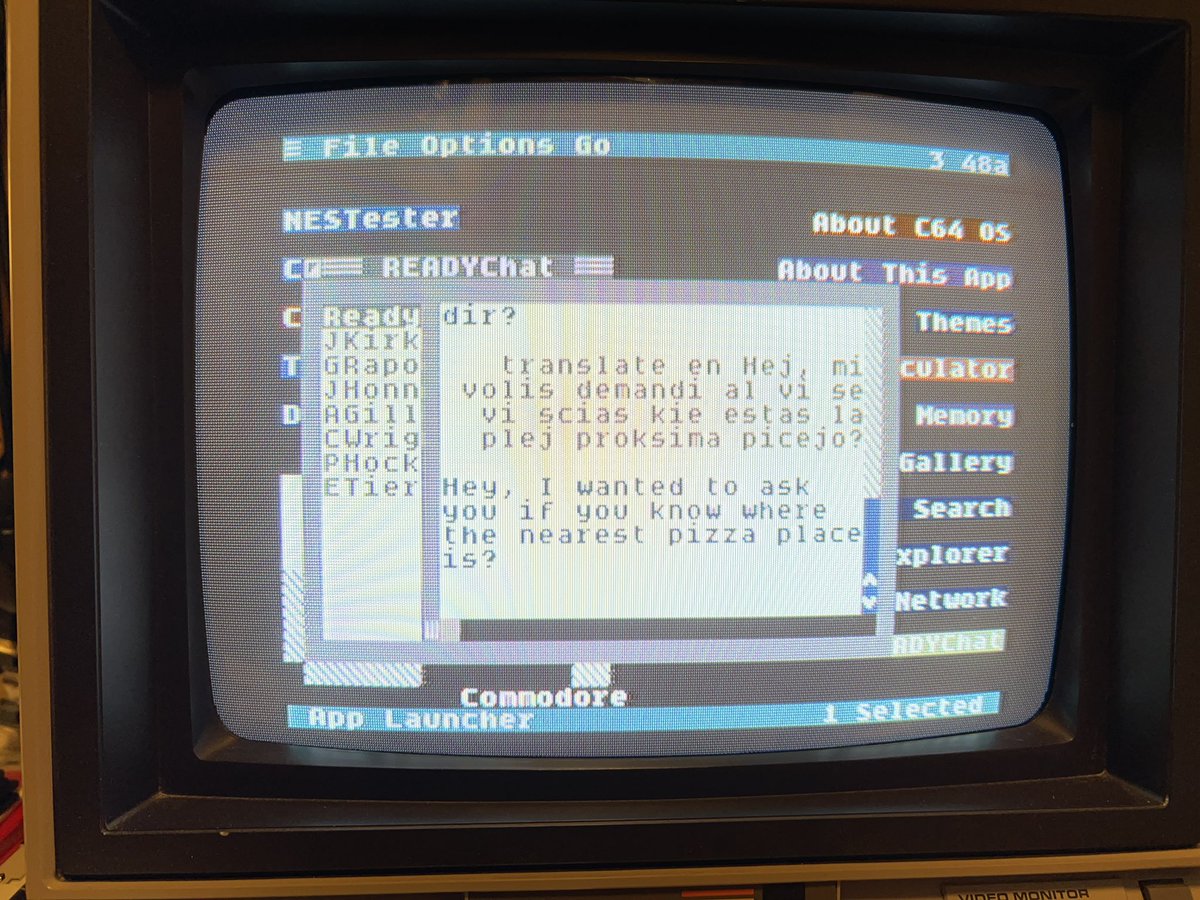 File Options Go
3 48a
NESTester
About C64 OS
READYChat
About This App
Themes
culator
Memory
Gallery
Search
xplorer
Network
ADYChat
Ready
JKirk
GRapo
JHonn
AGill
CWrig
PHock
ETier
dir?
translate en Hej, mi
volis demandi al vi se
vi scias kie estas la
plej proksima picejo?
Hey, I wanted to ask
you if you know where
the nearest pizza place
is?
Commodore
App Launcher
1 Selected
VIDEO MONITOR